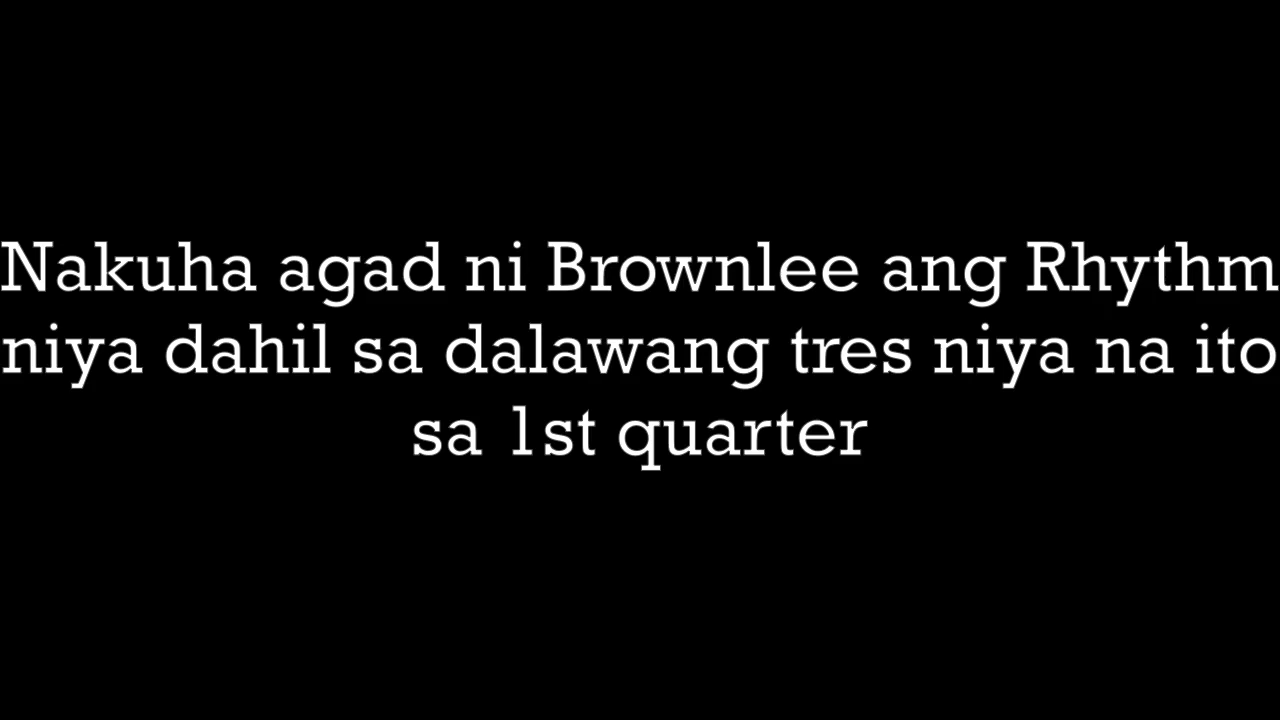 Nakuha agad ni Brownlee ang Rhythm
niya dahil sa dalawang tres niya na ito
sa 1st quarter